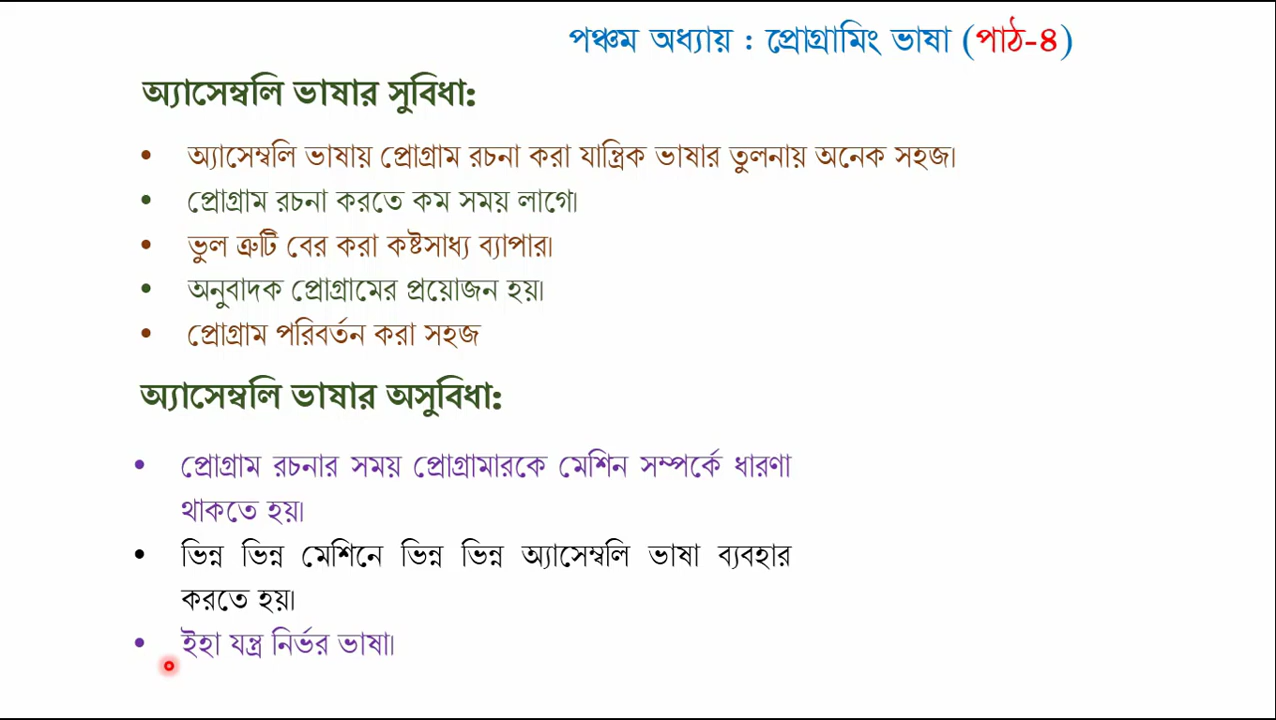 পঞ্চম অধ্যায় : প্রোগ্রামিং ভাষা (পাঠ-৪)
অ্যাসেম্বলি ভাষার সুবিধা:
• অ্যাসেম্বলি ভাষায় প্রোগ্রাম রচনা করা যান্ত্রিক ভাষার তুলনায় অনেক সহজ।
• প্রোগ্রাম রচনা করতে কম সময় লাগে।
• ভুল ত্রুটি বের করা কষ্টসাধ্য ব্যাপার।
• অনুবাদক প্রোগ্রামের প্রয়োজন হয়।
• প্রোগ্রাম পরিবর্তন করা সহজ
অ্যাসেম্বলি ভাষার অসুবিধা:
• প্রোগ্রাম রচনার সময় প্রোগ্রামারকে মেশিন সম্পর্কে ধারণা
থাকতে হয়।
• ভিন্ন ভিন্ন মেশিনে ভিন্ন ভিন্ন অ্যাসেম্বলি ভাষা ব্যবহার
করতে হয়।
• ইহা যন্ত্র নির্ভর ভাষা।